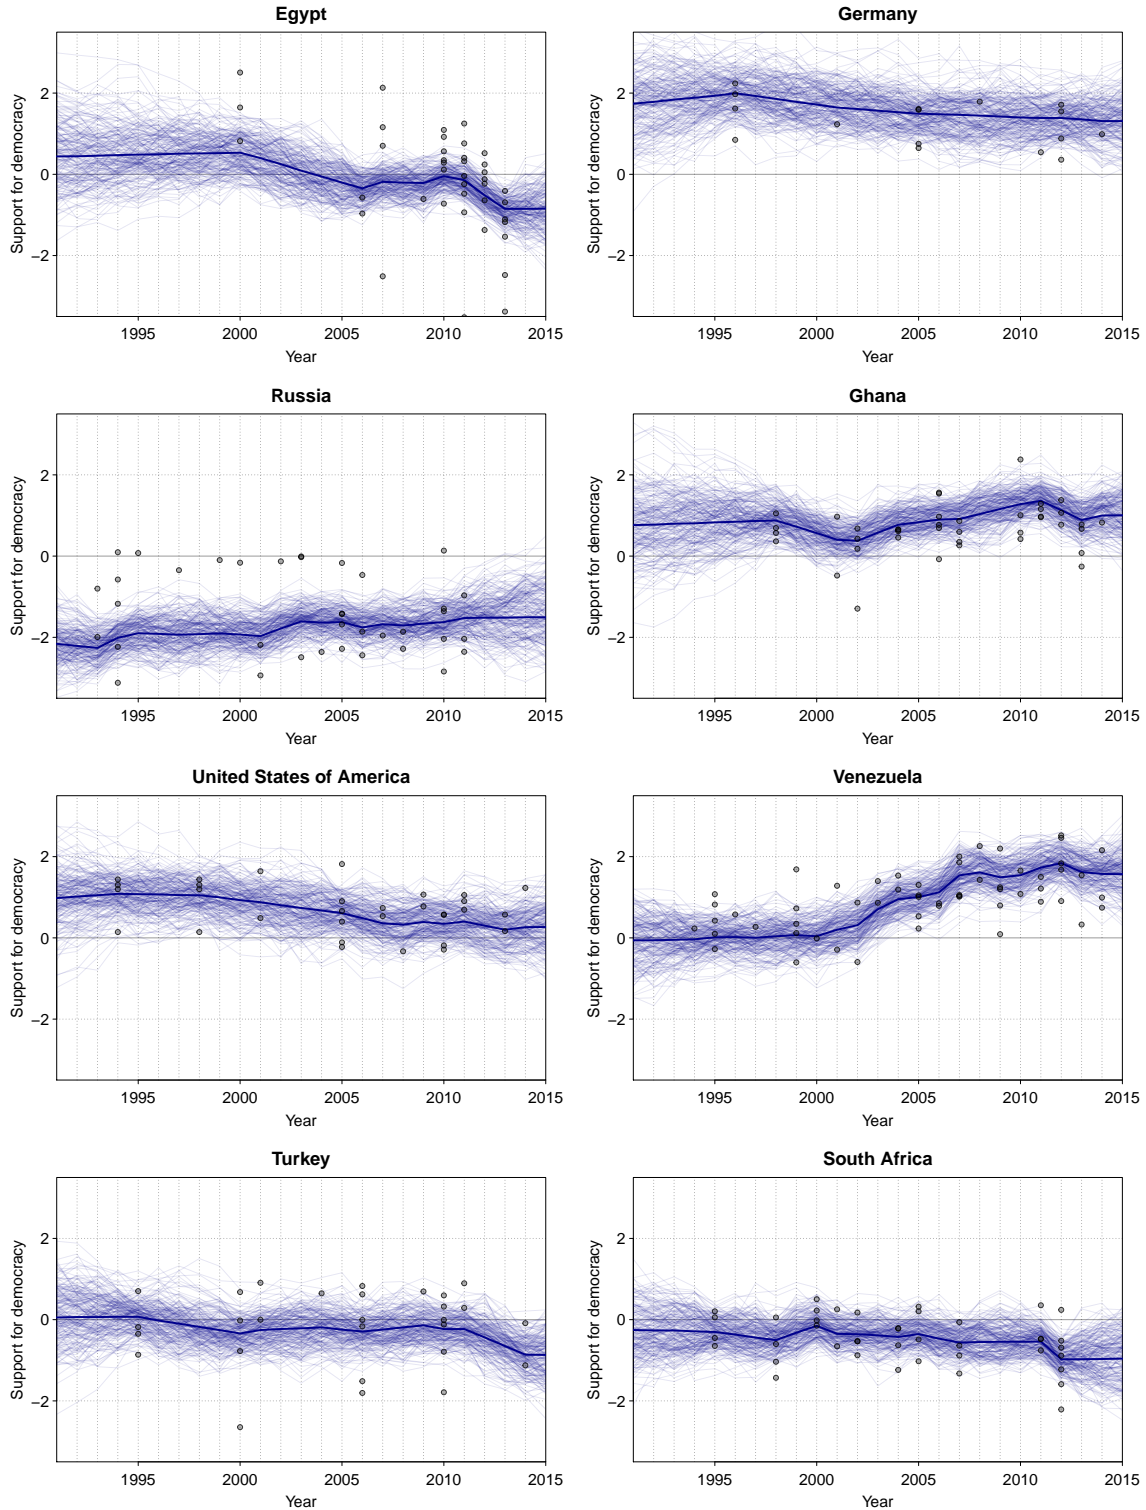 Egypt
Support for democracy
2
0
−2
1995 2000 2005 2010 2015
Year
Germany
Support for democracy
2
0
−2
1995 2000 2005 2010 2015
Year
Russia
Support for democracy
2
0
−2
1995 2000 2005 2010 2015
Year
Ghana
Support for democracy
2
0
−2
1995 2000 2005 2010 2015
Year
United States of America
Support for democracy
2
0
−2
1995 2000 2005 2010 2015
Year
Venezuela
Support for democracy
2
0
−2
1995 2000 2005 2010 2015
Year
Turkey
Support for democracy
2
0
−2
1995 2000 2005 2010 2015
Year
South Africa
Support for democracy
2
0
−2
1995 2000 2005 2010 2015
Year